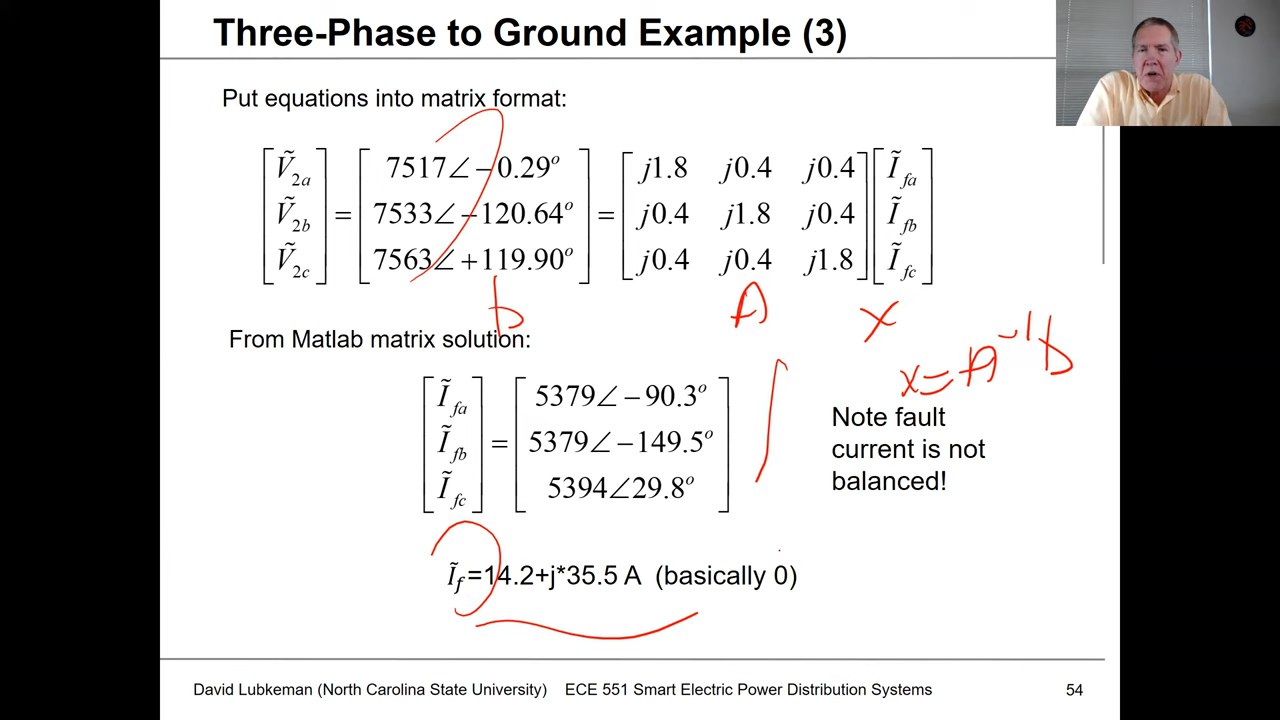 Three-Phase to Ground Example (3)
Put equations into matrix format:
[Ṽ2a Ṽ2b Ṽ2c] = [7517∠−0.29° 7533∠−120.64° 7563∠+119.90°] = [j1.8 j0.4 j0.4; j0.4 j1.8 j0.4; j0.4 j0.4 j1.8] [Ĩfa Ĩfb Ĩfc]
b A x
From Matlab matrix solution:
x = A⁻¹b
[Ĩfa Ĩfb Ĩfc] = [5379∠−90.3° 5379∠−149.5° 5394∠29.8°]
Note fault
current is not
balanced!
Ĩf=14.2+j*35.5 A (basically 0)
David Lubkeman (North Carolina State University) ECE 551 Smart Electric Power Distribution Systems 54